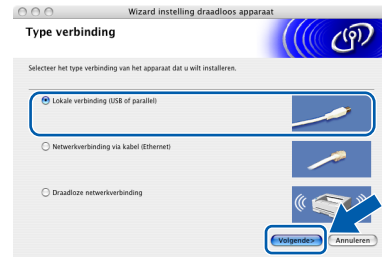 Wizard instelling draadloos apparaat
Type verbinding
Selecteer het type verbinding van het apparaat dat u wilt installeren.
Lokale verbinding (USB of parallel)
Netwerkverbinding via kabel (Ethernet)
Draadloze netwerkverbinding
Volgende>
Annuleren